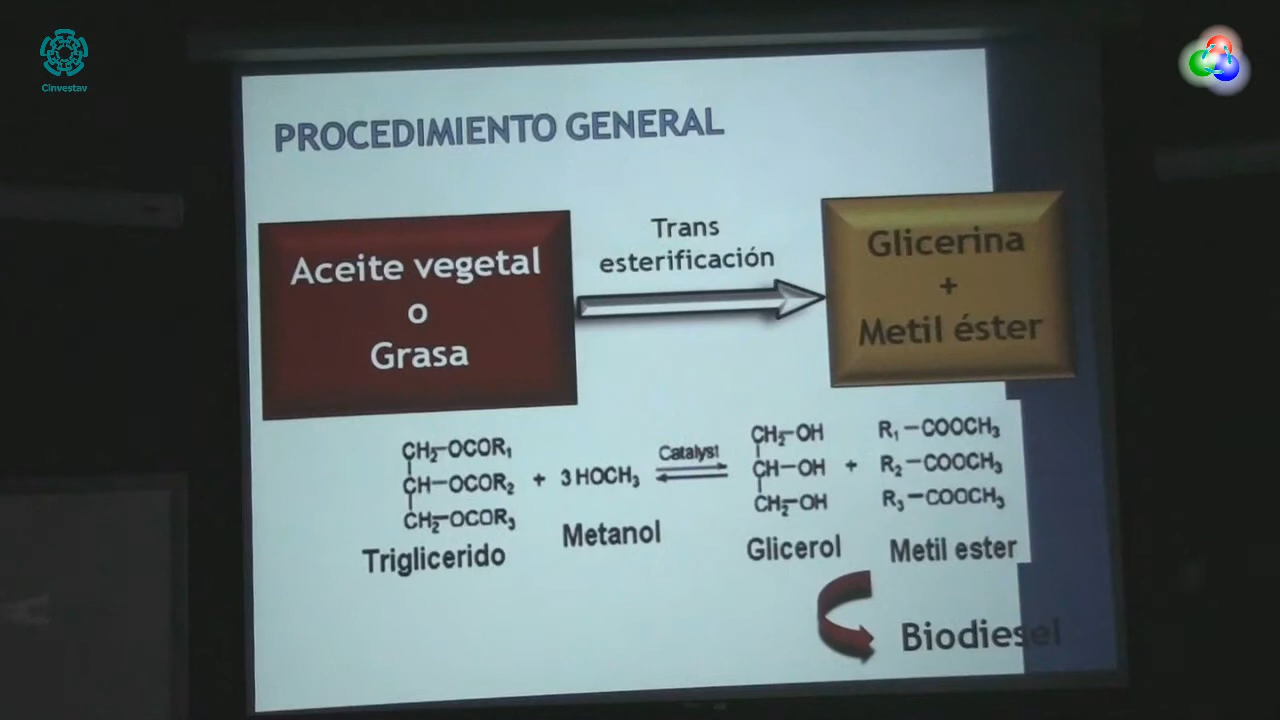 Cinvestav
PROCEDIMIENTO GENERAL
Aceite vegetal
o
Grasa
Trans
esterificación
Glicerina
+
Metil éster
CH₂-OCOR₁
CH-OCOR₂ + 3 HOCH₃
CH₂-OCOR₃
Catalyst
CH₂-OH
CH-OH +
CH₂-OH
R₁-COOCH₃
R₂-COOCH₃
R₃-COOCH₃
Triglicerido
Metanol
Glicerol
Metil ester
Biodiesel